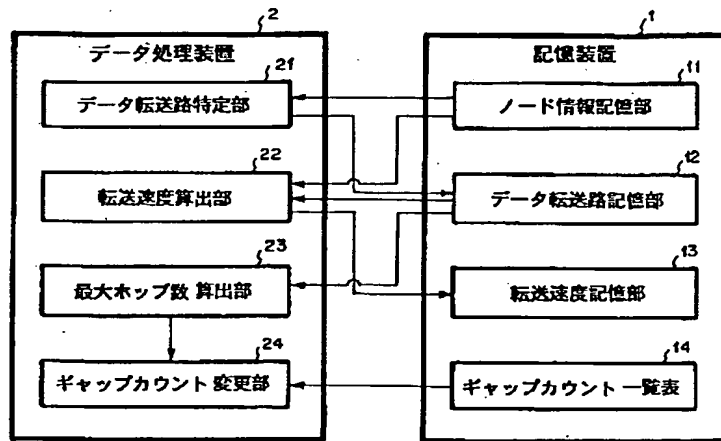 2
データ処理装置
21
データ転送路特定部
22
転送速度算出部
23
最大ホップ数 算出部
24
ギャップカウント 変更部
1
記憶装置
11
ノード情報記憶部
12
データ転送路記憶部
13
転送速度記憶部
14
ギャップカウント 一覧表